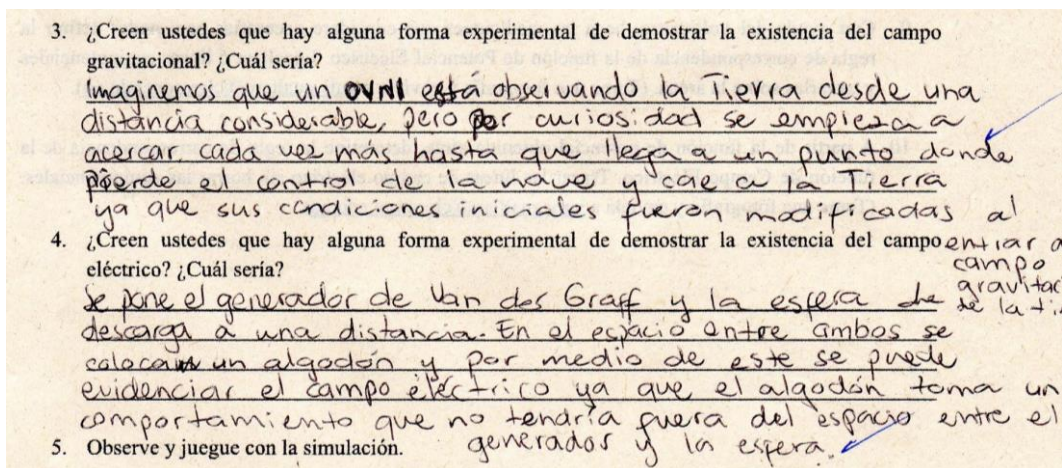 3. ¿Creen ustedes que hay alguna forma experimental de demostrar la existencia del campo
gravitacional? ¿Cuál sería?
imaginemos que un OVNI está observando la Tierra desde una
distancia considerable, pero por curiosidad se empieza a
acercar cada vez más hasta que llega a un punto donde
pierde el control de la nave y cae a la tierra
ya que sus condiciones iniciales fueron modificadas al
entrar a
campo
gravitac
de la ti
4. ¿Creen ustedes que hay alguna forma experimental de demostrar la existencia del campo
eléctrico? ¿Cuál sería?
Se pone el generador de Van des Graff y la esfera de
descarga a una distancia. En el espacio entre ambos se
colocan un algodón y por medio de este se puede
evidenciar el campo eléctrico ya que el algodón toma un
comportamiento que no tendría fuera del espacio entre el
generador y la esfera.
5. Observe y juegue con la simulación.